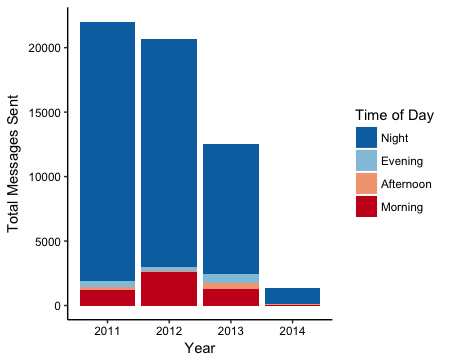 20000
15000
10000
5000
0
Total Messages Sent
2011 2012 2013 2014
Year
Time of Day
Night
Evening
Afternoon
Morning